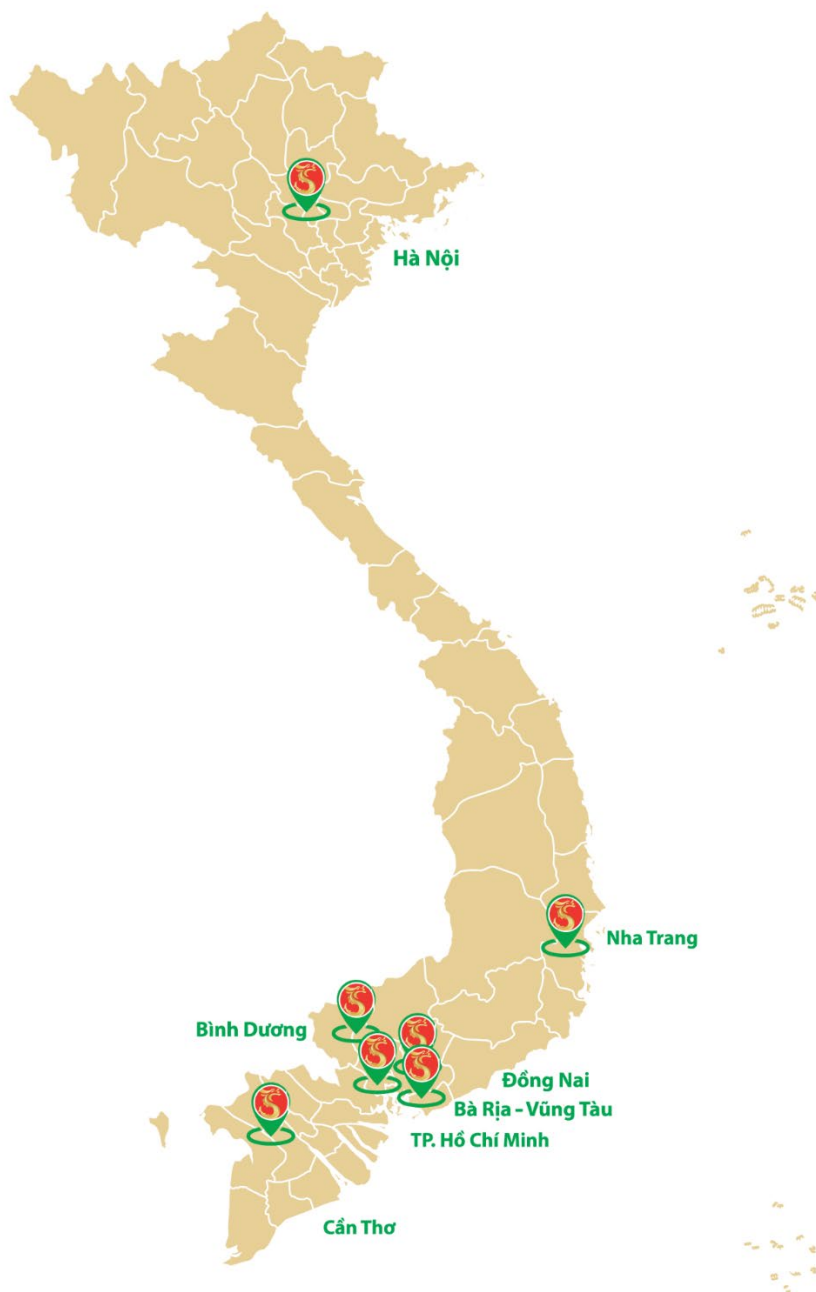 Hà Nội
Nha Trang
Bình Dương
Đồng Nai
Bà Rịa - Vũng Tàu
TP. Hồ Chí Minh
Cần Thơ